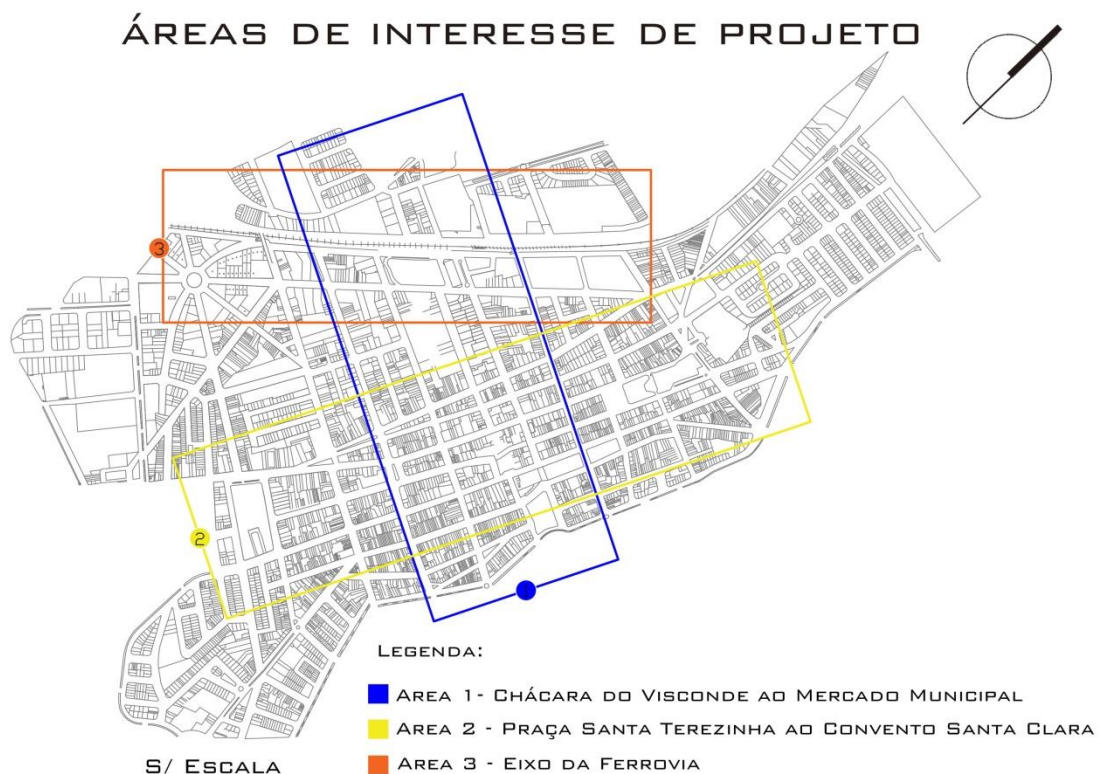 ÁREAS DE INTERESSE DE PROJETO
3
2
1
LEGENDA:
AREA 1- CHÁCARA DO VISCONDE AO MERCADO MUNICIPAL
AREA 2 - PRAÇA SANTA TEREZINHA AO CONVENTO SANTA CLARA
AREA 3 - EIXO DA FERROVIA
S/ ESCALA